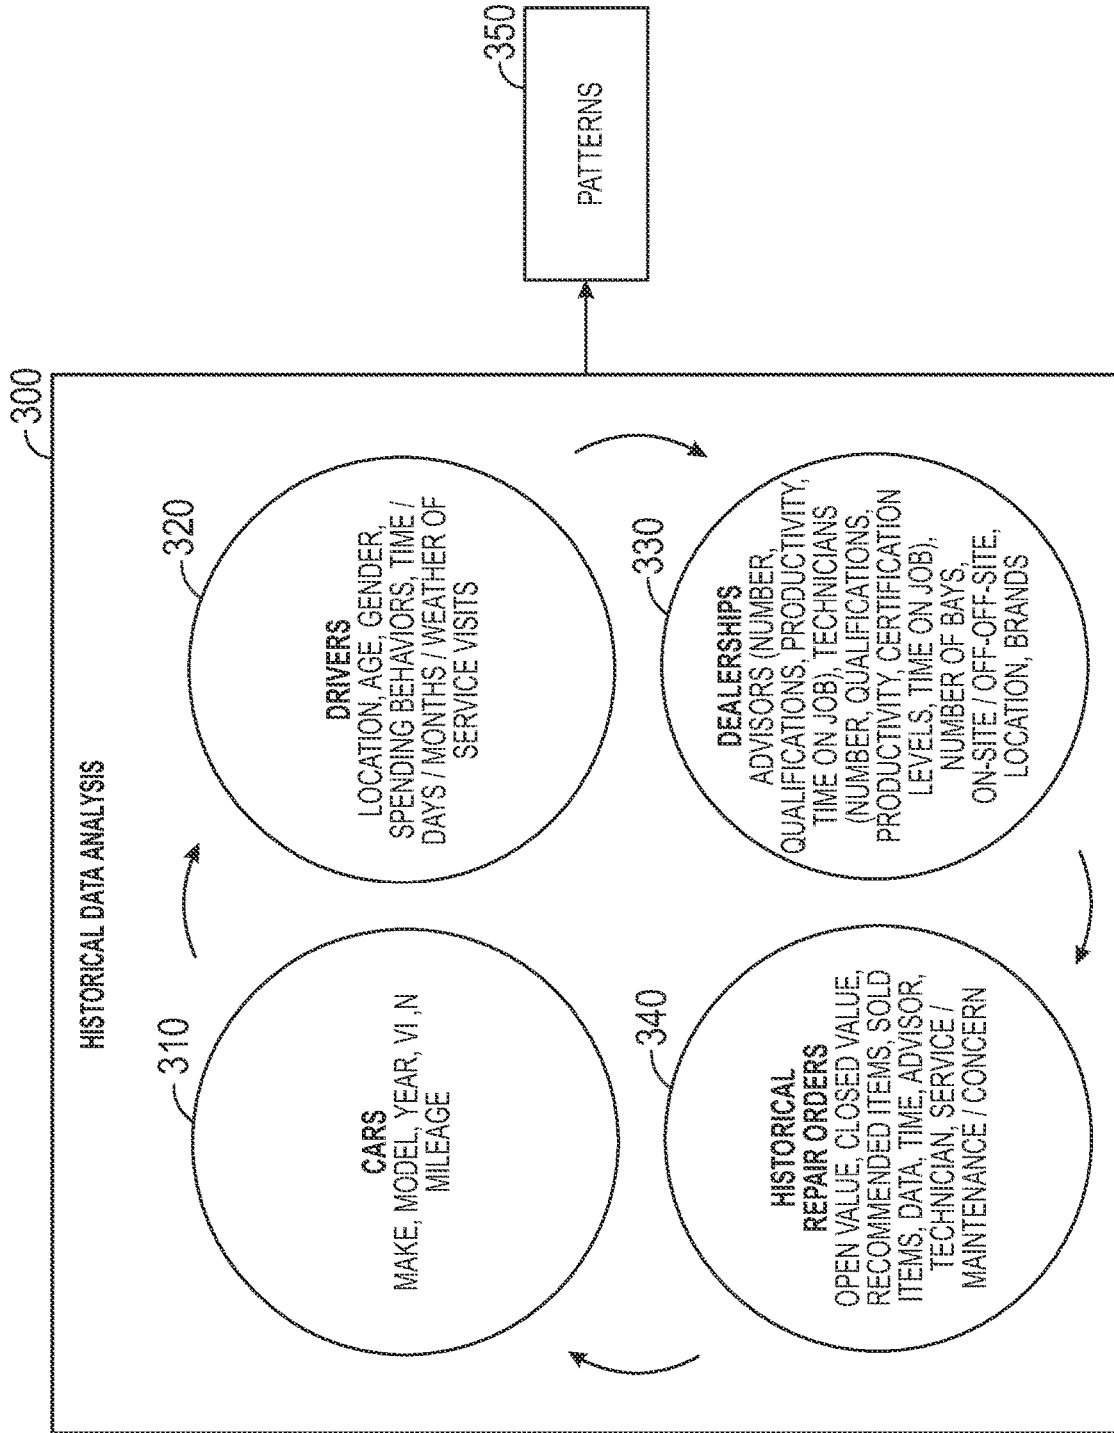 300
HISTORICAL DATA ANALYSIS
310
CARS
MAKE, MODEL, YEAR, VI ,N
MILEAGE
320
DRIVERS
LOCATION, AGE, GENDER,
SPENDING BEHAVIORS, TIME /
DAYS / MONTHS / WEATHER OF
SERVICE VISITS
340
HISTORICAL
REPAIR ORDERS
OPEN VALUE, CLOSED VALUE,
RECOMMENDED ITEMS, SOLD
ITEMS, DATA, TIME, ADVISOR,
TECHNICIAN, SERVICE /
MAINTENANCE / CONCERN
330
DEALERSHIPS
ADVISORS (NUMBER,
QUALIFICATIONS, PRODUCTIVITY,
TIME ON JOB), TECHNICIANS
(NUMBER, QUALIFICATIONS,
PRODUCTIVITY, CERTIFICATION
LEVELS, TIME ON JOB),
NUMBER OF BAYS,
ON-SITE / OFF-OFF-SITE,
LOCATION, BRANDS
350
PATTERNS